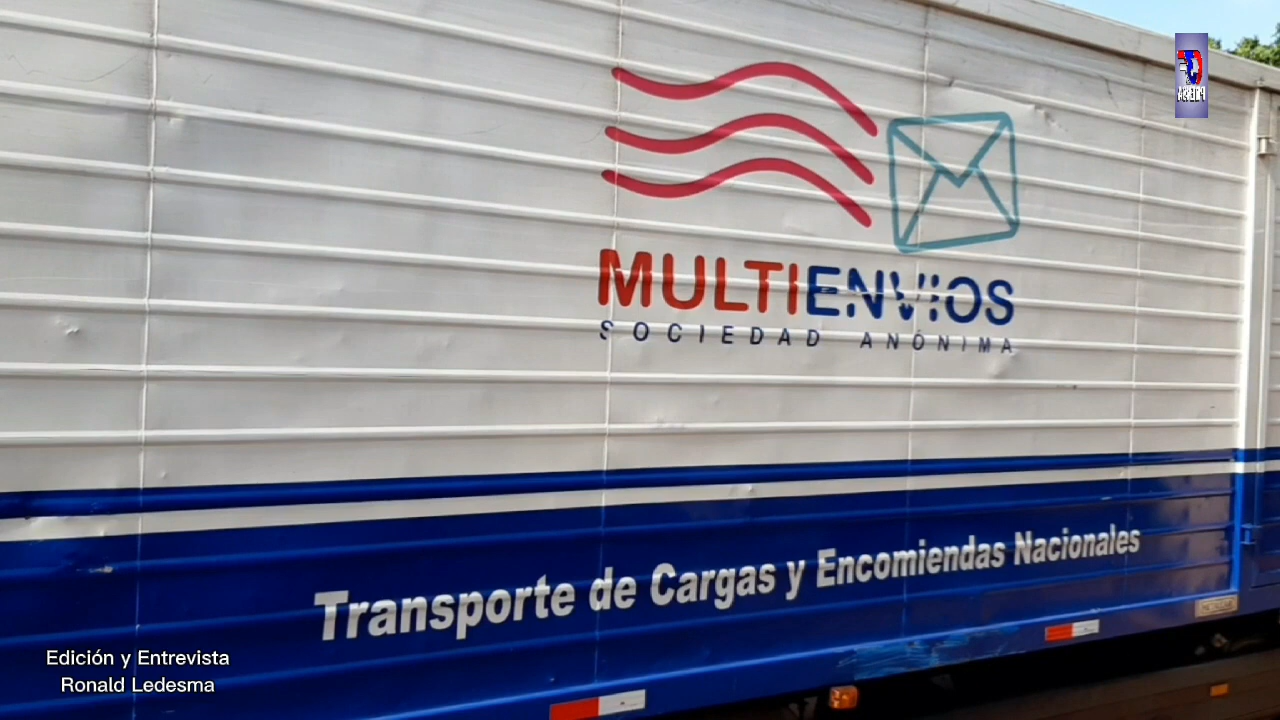 MULTIENVIOS
SOCIEDAD ANÓNIMA
Transporte de Cargas y Encomiendas Nacionales
Edición y Entrevista
Ronald Ledesma